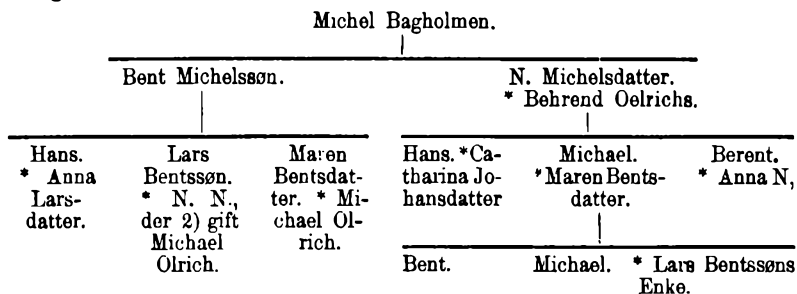 Michel Bagholmen.
Bent Michelssøn.
N. Michelsdatter.
* Behrend Oelrichs.
Hans.
* Anna
Lars-
datter.
Lars
Bentssøn.
* N. N.,
der 2) gift
Michael
Olrich.
Maren
Bentsdat-
ter. * Mi-
chael Ol-
rich.
Hans. *Ca-
tharina Jo-
hansdatter
Michael.
*Maren Bents-
datter.
Berent.
* Anna N,
Bent.
Michael. * Lars Bentssøns
Enke.